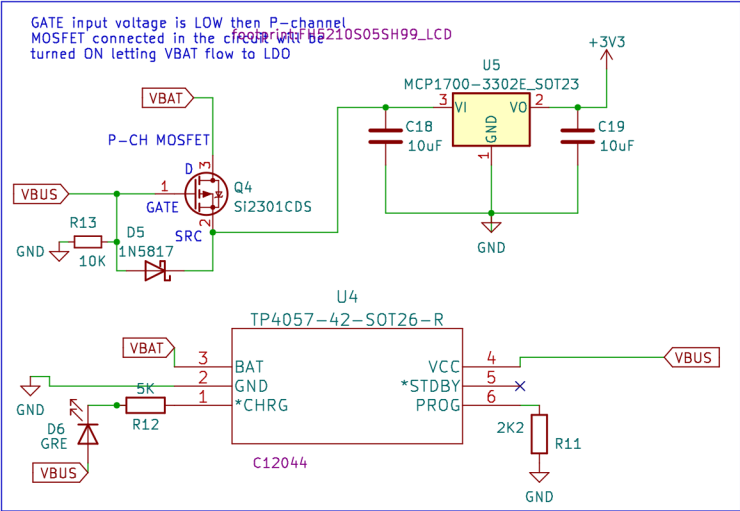 GATE input voltage is LOW then P-channel
MOSFET connected in the circuit will be
footprint:FH5210S05SH99_LCD
turned ON letting VBAT flow to LDO
+3V3
U5
MCP1700-3302E_SOT23
VBAT
3 VI VO 2
GND
1
C18
10uF
C19
10uF
P-CH MOSFET
D 3
VBUS
1
GATE
Q4
Si2301CDS
2
SRC
R13
GND
10K
D5
1N5817
GND
U4
TP4057-42-SOT26-R
VBAT
3 BAT VCC 4
VBUS
2 GND *STDBY 5
1 *CHRG PROG 6
GND
5K
R12
D6
GRE
VBUS
2K2
R11
C12044
GND